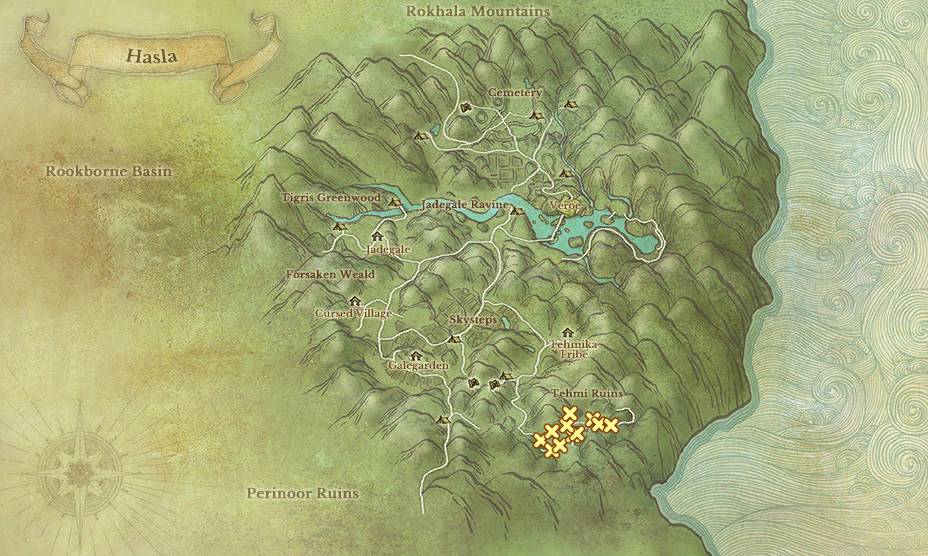 Rokhala Mountains
Hasla
Cemetery
Rookborne Basin
Tigris Greenwood
Jadegale Ravine
Veroe
Jadegale
Forsaken Weald
Cursed Village
Skysteps
Tehmika
Tribe
Galegarden
Tehmi Ruins
Perinoor Ruins